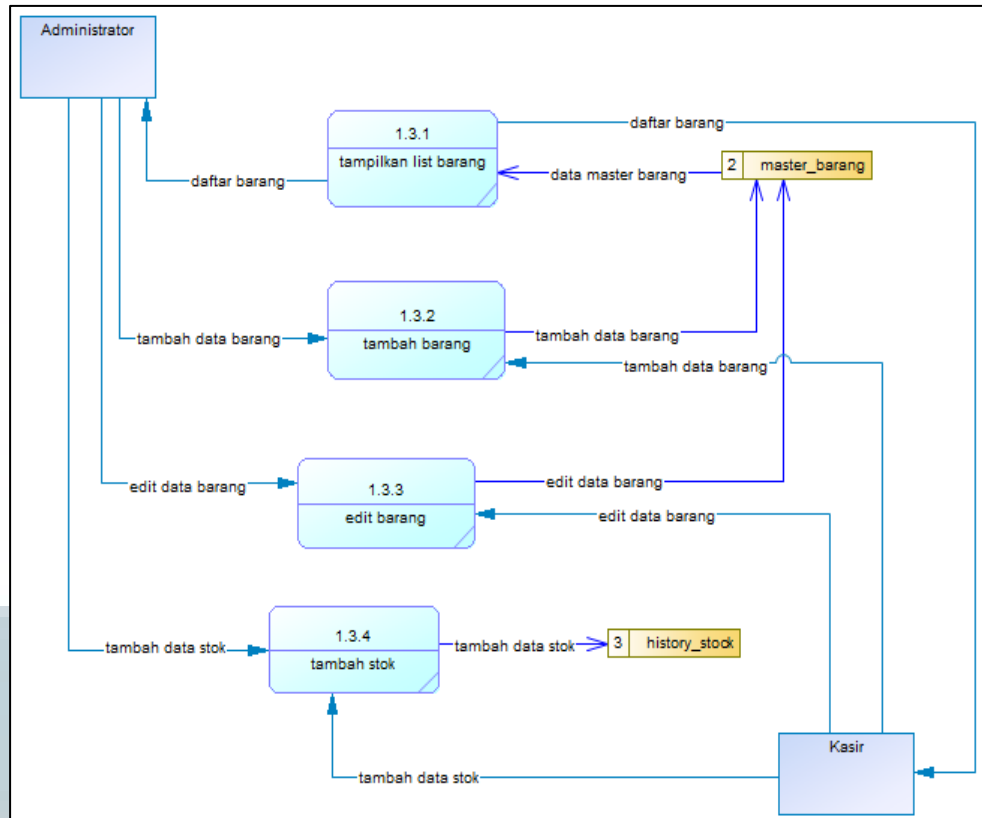 Administrator
1.3.1
tampilkan list barang
daftar barang
daftar barang
data master barang
2 master_barang
1.3.2
tambah barang
tambah data barang
tambah data barang
tambah data barang
1.3.3
edit barang
edit data barang
edit data barang
edit data barang
1.3.4
tambah stok
tambah data stok
tambah data stok
3 history_stock
Kasir
tambah data stok